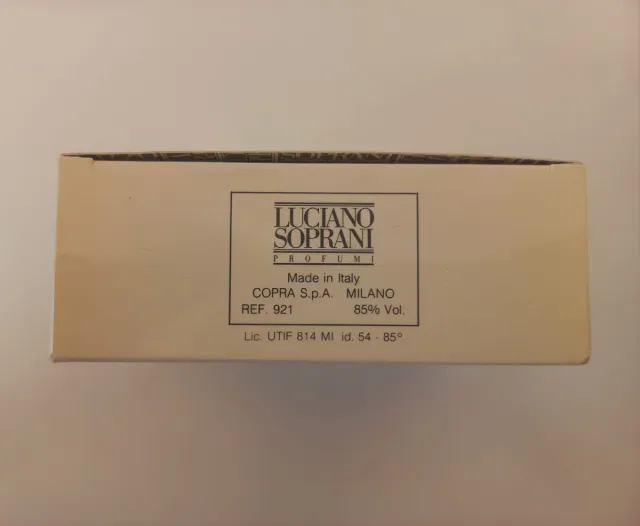 SOPRANI
LUCIANO
SOPRANI
PROFUMI
Made in Italy
COPRA S.p.A. MILANO
REF. 921 85% Vol.
Lic. UTIF 814 MI id. 54 - 85°